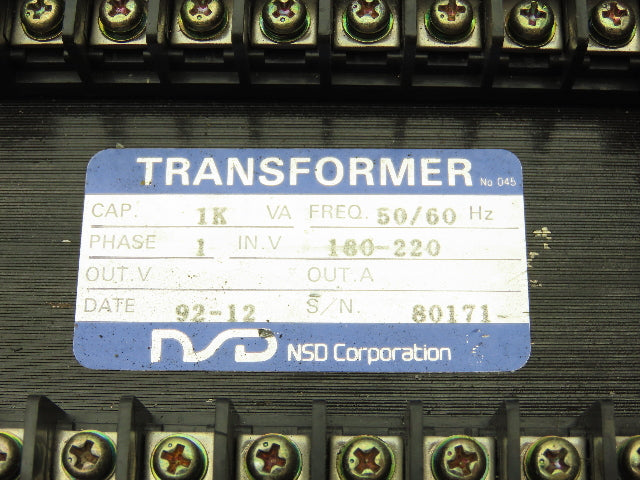 TRANSFORMER No 045
CAP. 1K VA FREQ. 50/60 Hz
PHASE 1 IN.V 180-220
OUT.V OUT.A
DATE 92-12 S/N. 80171-
NSD NSD Corporation